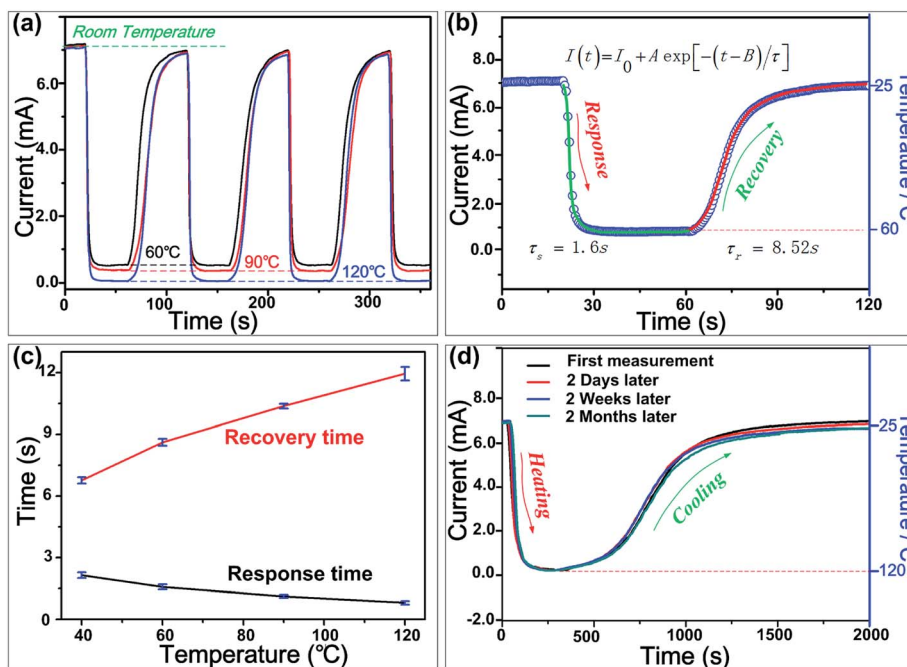 (a)
Room Temperature
6.0
4.0
2.0
0.0
Current (mA)
60℃
90℃
120℃
0
100
200
300
Time (s)
(b)
I(t)=I0+A exp[-(t-B)/τ]
8.0
6.0
4.0
2.0
0.0
Current (mA)
Response
Recovery
τs = 1.6s
τr = 8.52s
25
60
Temperature / C
0
30
60
90
120
Time (s)
(c)
12
9
6
3
0
Time (s)
Recovery time
Response time
40
60
80
100
120
Temperature (℃)
(d)
First measurement
2 Days later
2 Weeks later
2 Months later
8.0
6.0
4.0
2.0
0.0
-2.0
Current (mA)
Heating
Cooling
25
120
Temperature / C
0
500
1000
1500
2000
Time (s)